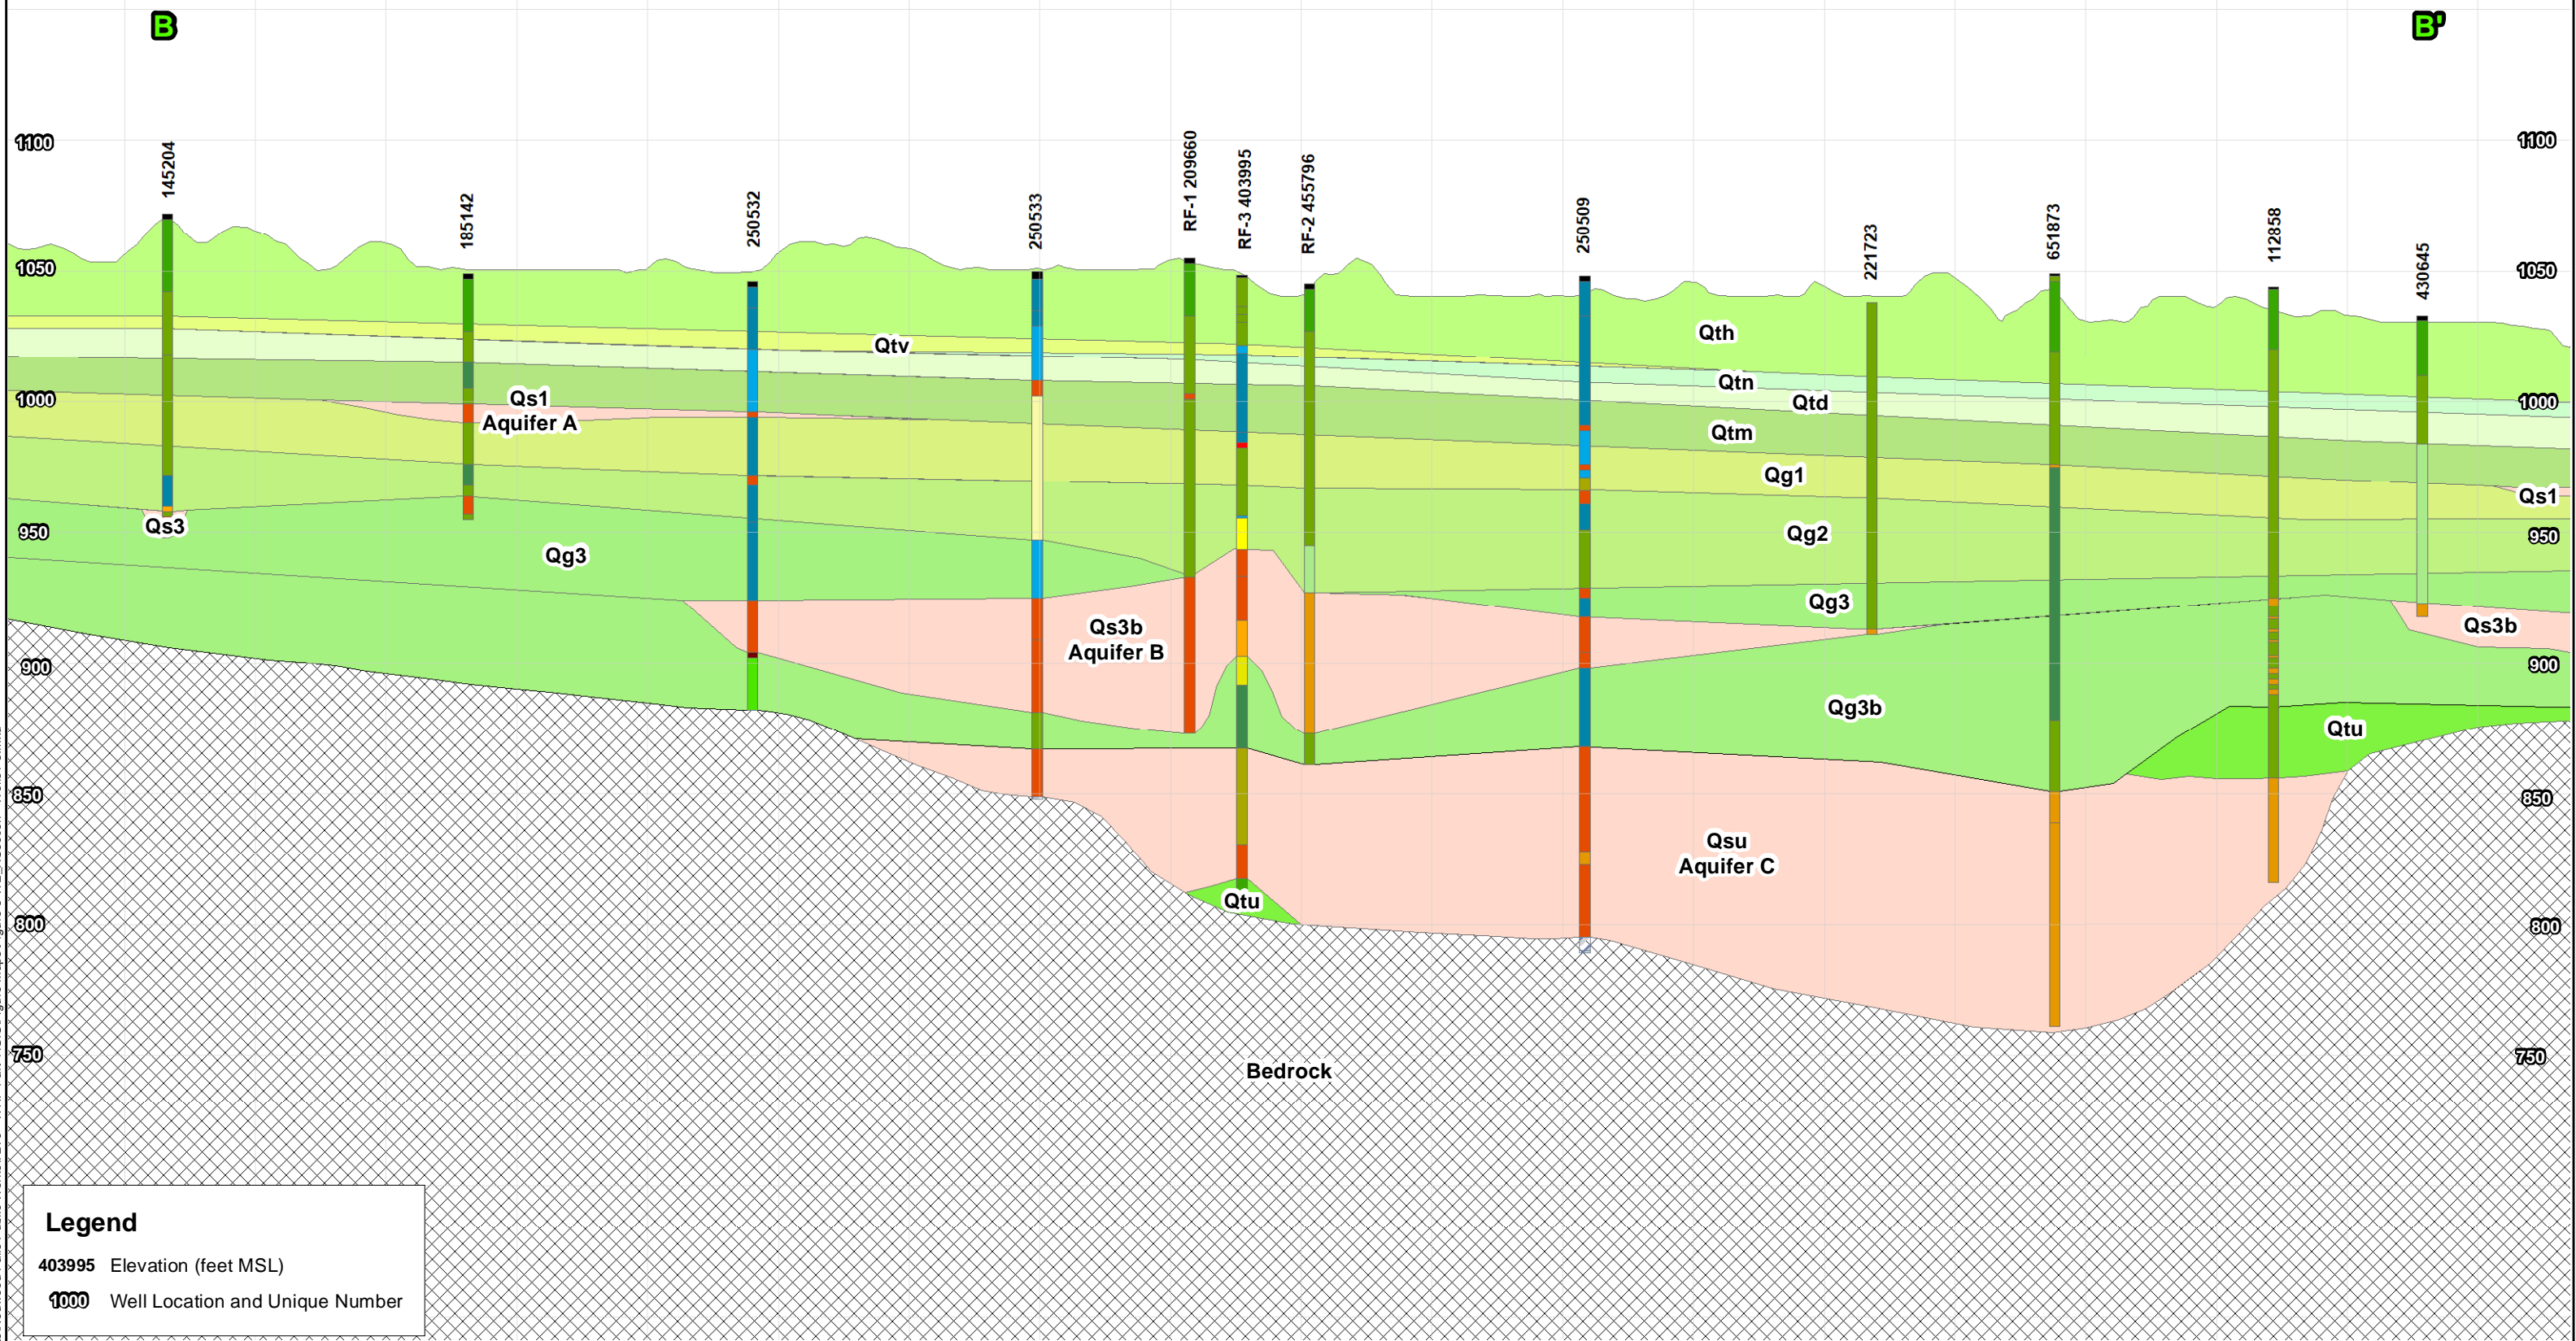 B
B'
1100
1100
145204
185142
250532
250533
RF-1 209660
RF-3 403995
RF-2 455796
250509
221723
651873
112858
430645
1050
1050
Qth
Qtv
Qtn
Qtd
1000
1000
Qs1
Aquifer A
Qtm
Qg1
Qs1
Qs3
950
950
Qg2
Qg3
Qg3
Qs3b
Aquifer B
Qs3b
900
900
Qg3b
Qtu
850
850
Qsu
Aquifer C
Qtu
800
800
750
750
Bedrock
Legend
403995 Elevation (feet MSL)
1000 Well Location and Unique Number